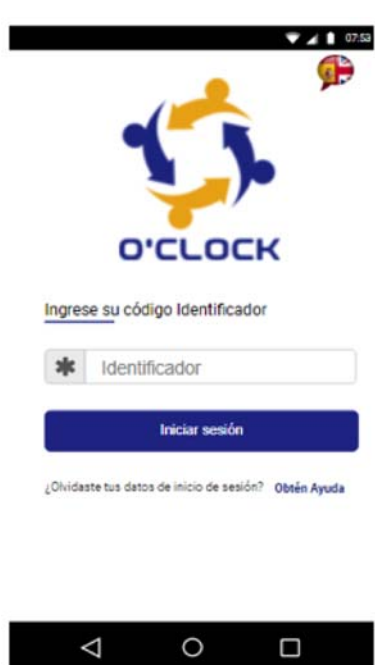 07:53
O'CLOCK
Ingrese su código Identificador
Identificador
Iniciar sesión
¿Olvidaste tus datos de inicio de sesión? Obtén Ayuda